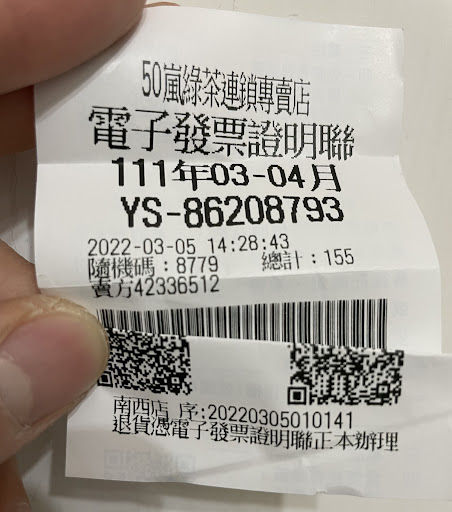 50嵐綠茶連鎖專賣店
電子發票證明聯
111年03-04月
YS-86208793
2022-03-05 14:28:43
隨機碼：8779 總計：155
賣方42336512
南西店 序:20220305010141
退貨憑電子發票證明聯正本辦理